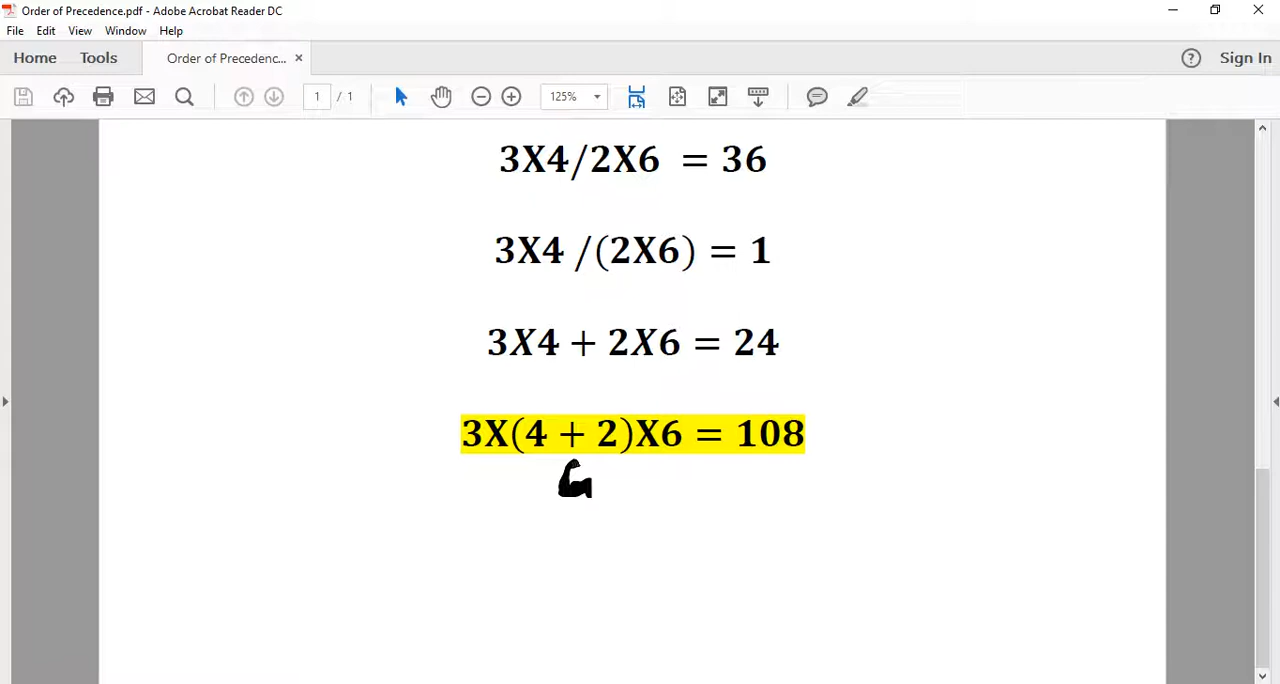 Order of Precedence.pdf - Adobe Acrobat Reader DC
File Edit View Window Help
Home Tools Order of Precedenc... × ? Sign In
1 / 1 125%
3X4/2X6 = 36
3X4 /(2X6) = 1
3X4 + 2X6 = 24
3X(4 + 2)X6 = 108